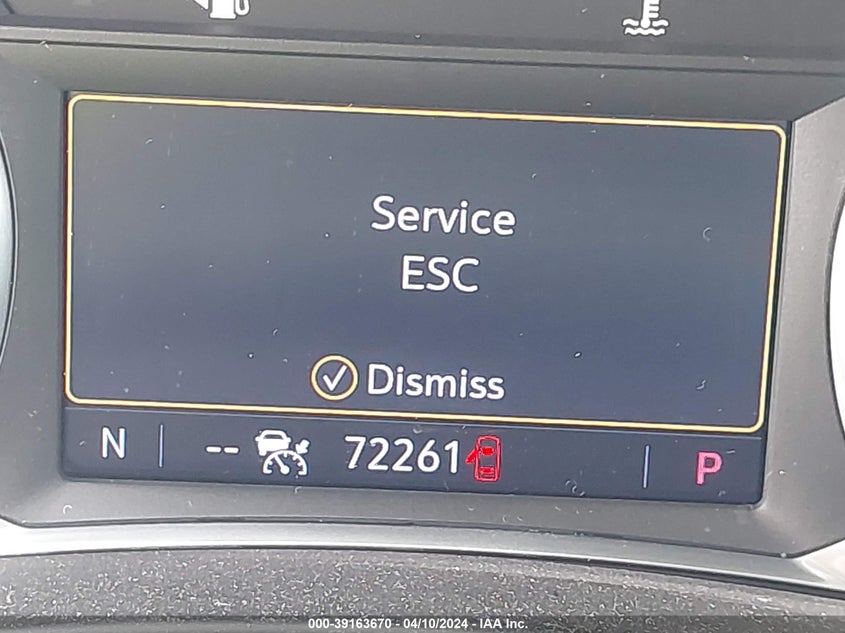 Service
ESC
Dismiss
N -- 72261 P
000-39163670 - 04/10/2024 - IAA Inc.